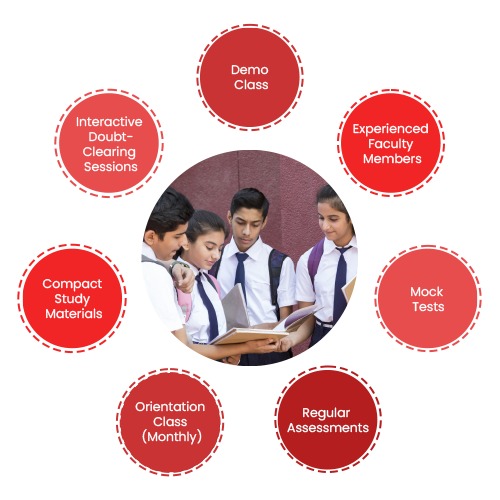 Demo
Class
Experienced
Faculty
Members
Mock
Tests
Regular
Assessments
Orientation
Class
(Monthly)
Compact
Study
Materials
Interactive
Doubt-
Clearing
Sessions